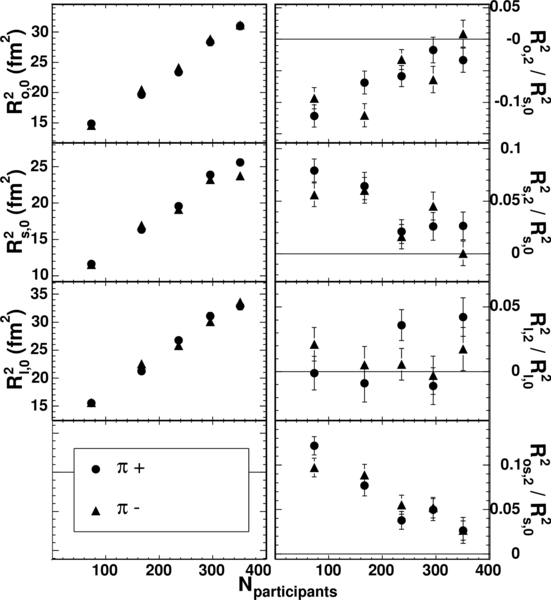 R²o,0 (fm²)
30
25
20
15
0.05
-0
-0.1
R²o,2 / R²s,0
R²s,0 (fm²)
25
20
15
10
0.1
0.05
0
R²s,2 / R²s,0
R²l,0 (fm²)
35
30
25
20
15
0.05
0
R²l,2 / R²l,0
π +
π -
0.1
0.05
0
R²os,2 / R²s,0
100 200 300 400
100 200 300 400
Nparticipants